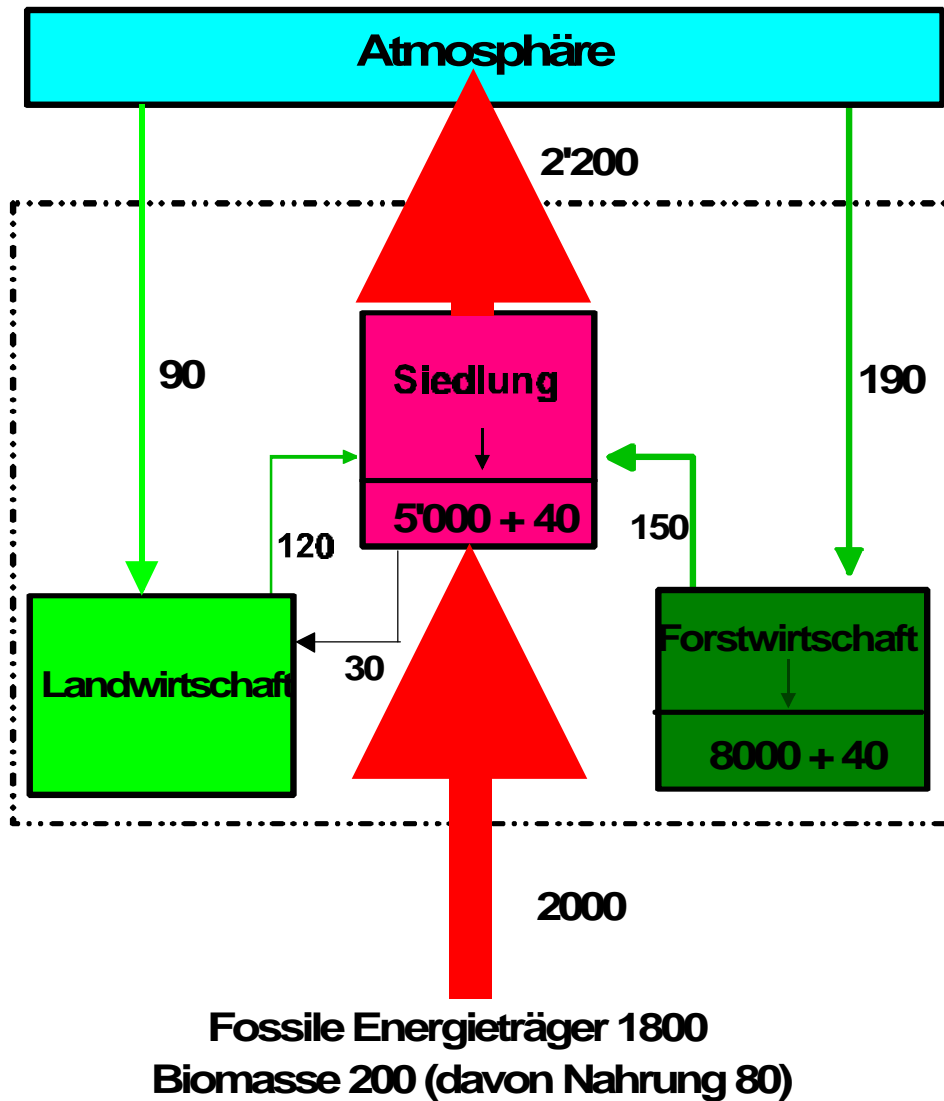 Atmosphäre
2'200
90
190
Siedlung
5'000 + 40
120
150
30
Landwirtschaft
Forstwirtschaft
8000 + 40
2000
Fossile Energieträger 1800
Biomasse 200 (davon Nahrung 80)